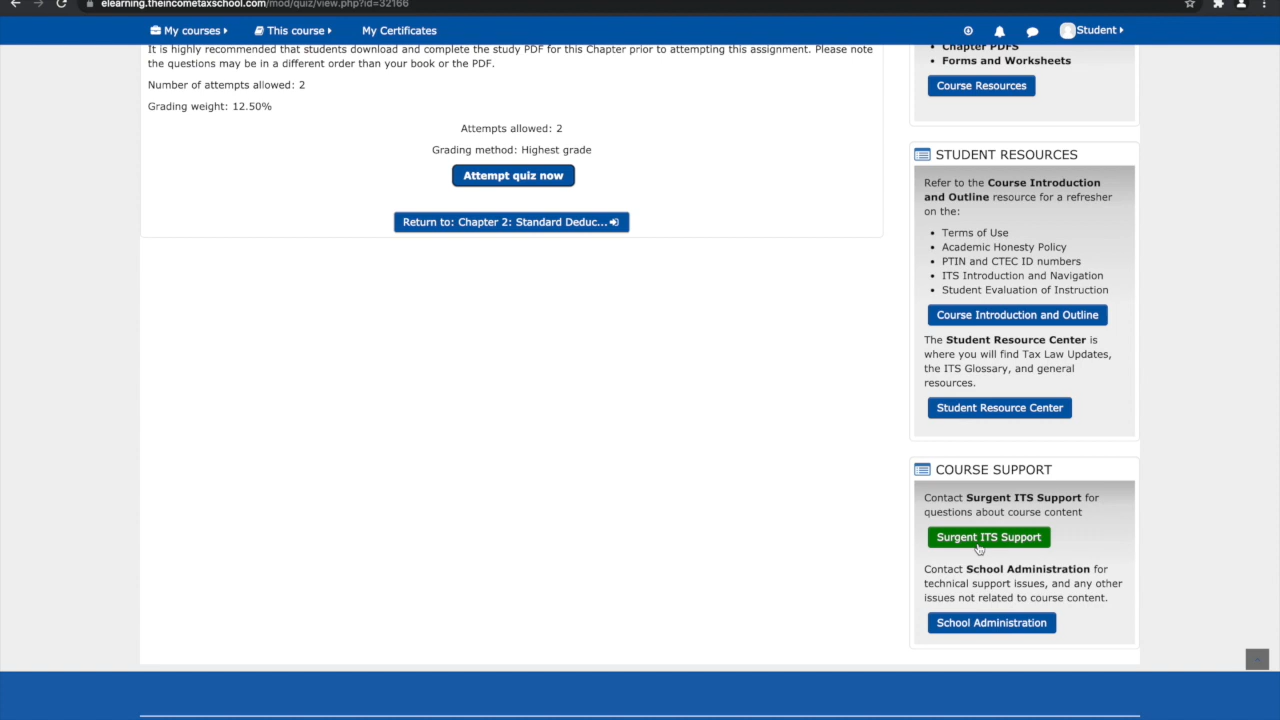 elearning.theincometaxschool.com/mod/quiz/view.php?id=32166
My courses
This course
My Certificates
Student
It is highly recommended that students download and complete the study PDF for this Chapter prior to attempting this assignment. Please note
the questions may be in a different order than your book or the PDF.
Number of attempts allowed: 2
Grading weight: 12.50%
Attempts allowed: 2
Grading method: Highest grade
Attempt quiz now
Return to: Chapter 2: Standard Deduc...
Chapter PDFs
Forms and Worksheets
Course Resources
STUDENT RESOURCES
Refer to the Course Introduction
and Outline resource for a refresher
on the:
Terms of Use
Academic Honesty Policy
PTIN and CTEC ID numbers
ITS Introduction and Navigation
Student Evaluation of Instruction
Course Introduction and Outline
The Student Resource Center is
where you will find Tax Law Updates,
the ITS Glossary, and general
resources.
Student Resource Center
COURSE SUPPORT
Contact Surgent ITS Support for
questions about course content
Surgent ITS Support
Contact School Administration for
technical support issues, and any other
issues not related to course content.
School Administration